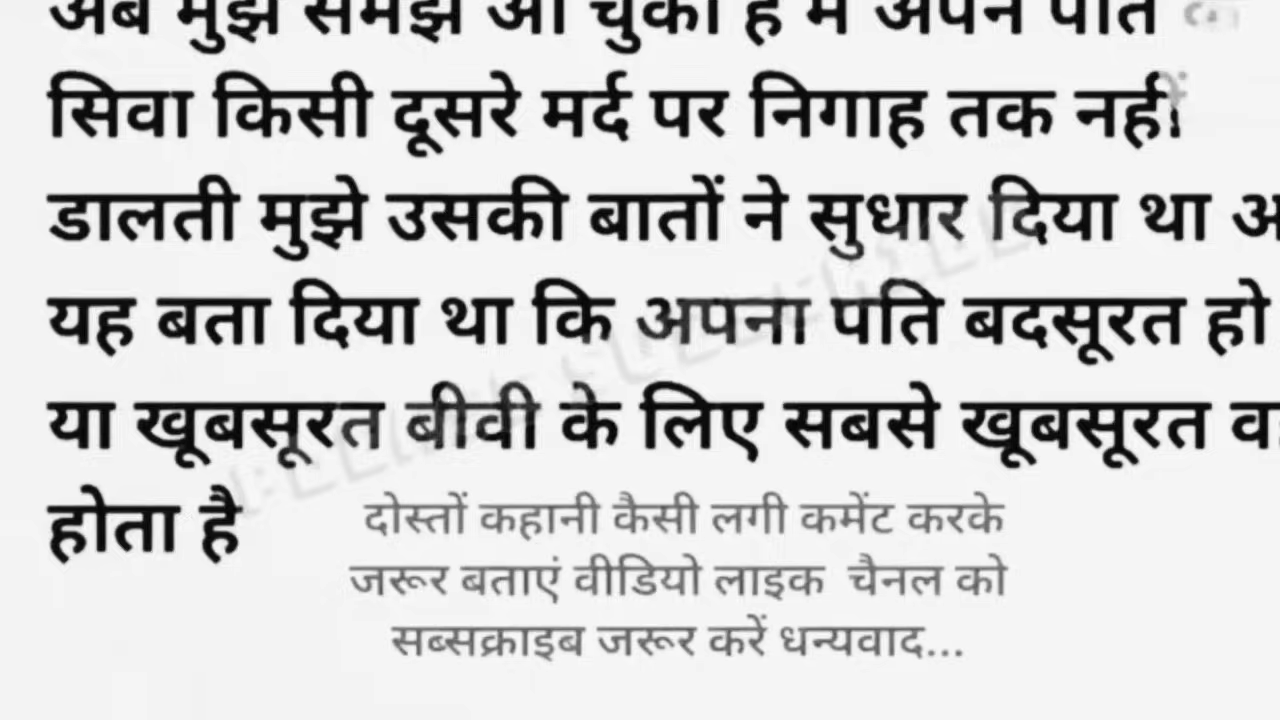 अब मुझे समझ आ चुका है मैं अपने पति
सिवा किसी दूसरे मर्द पर निगाह तक नहीं
डालती मुझे उसकी बातों ने सुधार दिया था
यह बता दिया था कि अपना पति बदसूरत हो
या खूबसूरत बीवी के लिए सबसे खूबसूरत
होता है
दोस्तों कहानी कैसी लगी कमेंट करके
जरूर बताएं वीडियो लाइक चैनल को
सब्सक्राइब जरूर करें धन्यवाद...